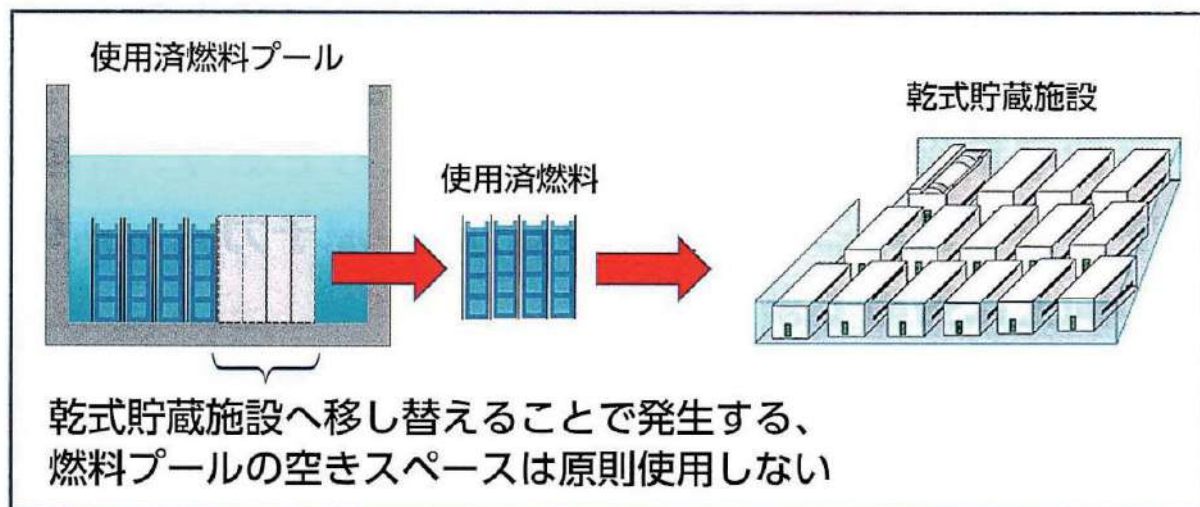 使用済燃料プール
乾式貯蔵施設
使用済燃料
乾式貯蔵施設へ移し替えることで発生する、
燃料プールの空きスペースは原則使用しない